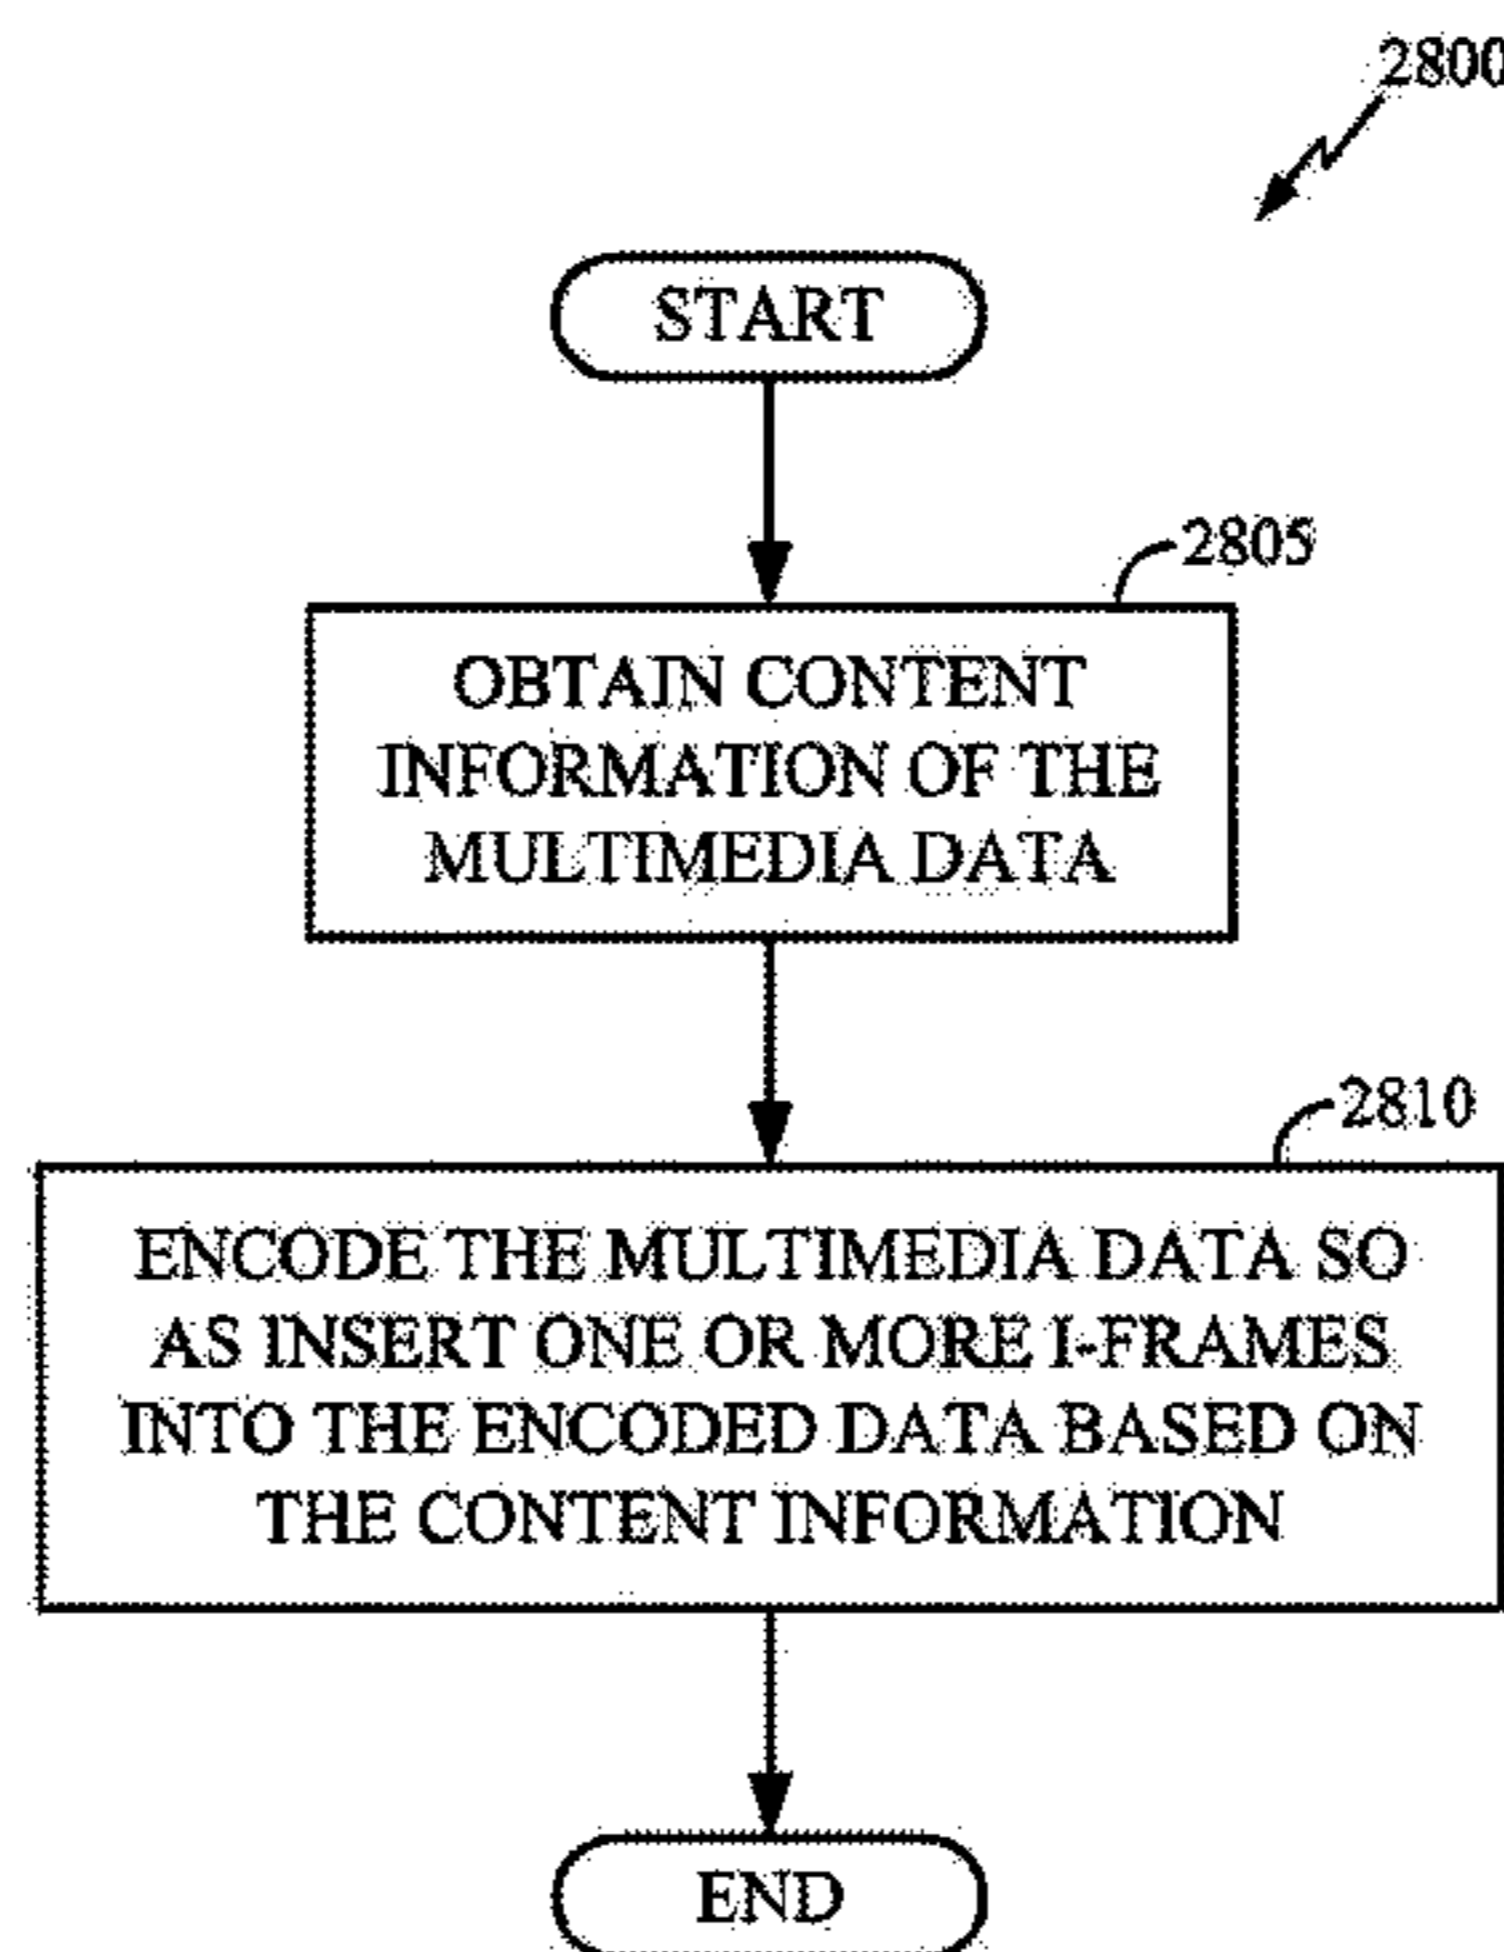 2800
START
2805
OBTAIN CONTENT
INFORMATION OF THE
MULTIMEDIA DATA
2810
ENCODE THE MULTIMEDIA DATA SO
AS INSERT ONE OR MORE I-FRAMES
INTO THE ENCODED DATA BASED ON
THE CONTENT INFORMATION
END